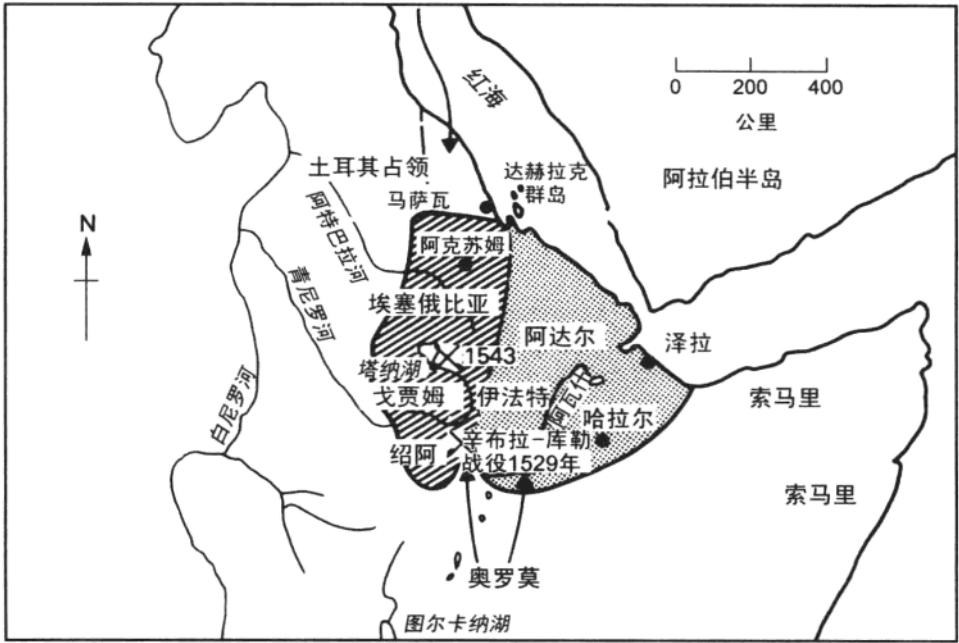 红海
0 200 400
公里
土耳其占领
达赫拉克
群岛
阿拉伯半岛
马萨瓦
N
阿特巴拉河
阿克苏姆
青尼罗河
埃塞俄比亚
阿达尔
泽拉
1543
塔纳湖
戈贾姆
伊法特
阿瓦什
索马里
白尼罗河
哈拉尔
绍阿
辛布拉-库勒
战役1529年
索马里
奥罗莫
图尔卡纳湖